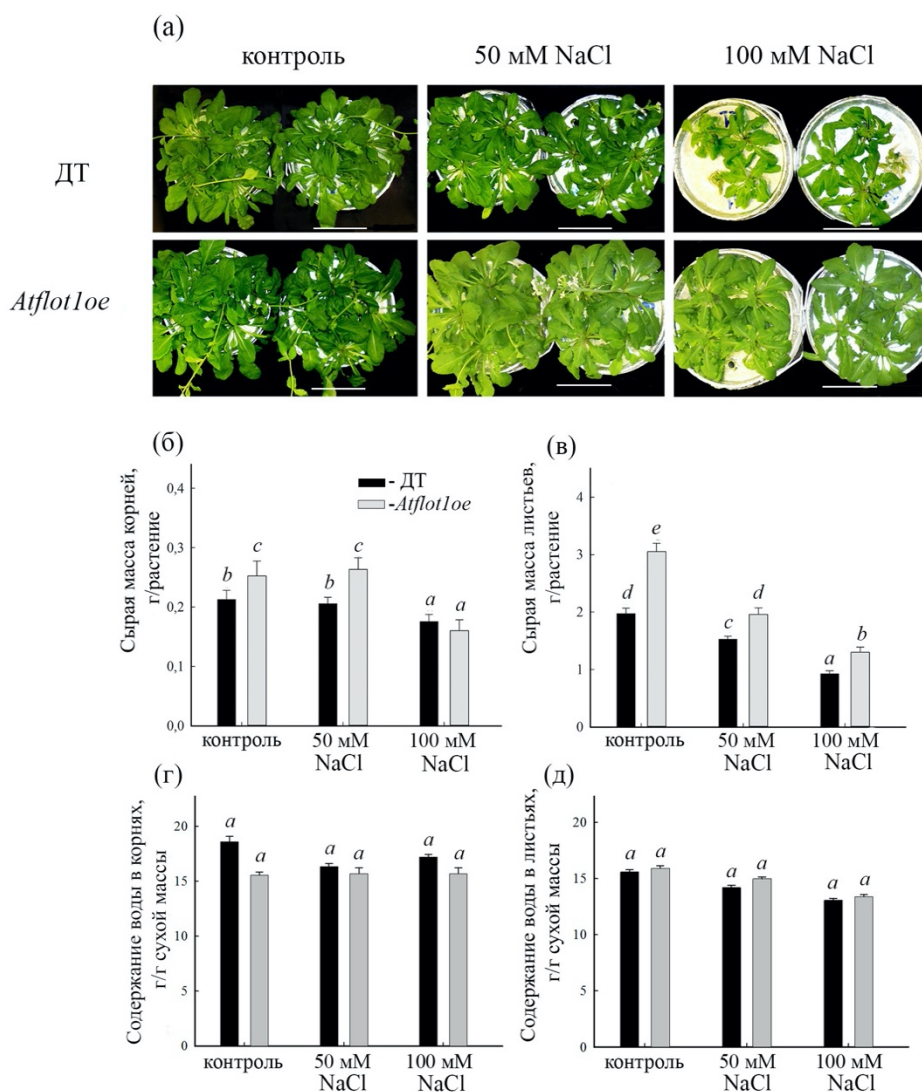 (а)
контроль
50 мМ NaCl
100 мМ NaCl
ДТ
Atflot1oe
(б)
Сырая масса корней,
г/растение
0,4
0,3
0,2
0,1
0,0
- ДТ
-Atflot1oe
b
c
b
c
a
a
контроль
50 мМ
NaCl
100 мМ
NaCl
(в)
Сырая масса листьев,
г/растение
4
3
2
1
0
d
e
c
d
a
b
контроль
50 мМ
NaCl
100 мМ
NaCl
(г)
Содержание воды в корнях,
г/г сухой массы
20
15
10
5
0
a
a
a
a
a
a
контроль
50 мМ
NaCl
100 мМ
NaCl
(д)
Содержание воды в листьях,
г/г сухой массы
20
15
10
5
0
a
a
a
a
a
a
контроль
50 мМ
NaCl
100 мМ
NaCl